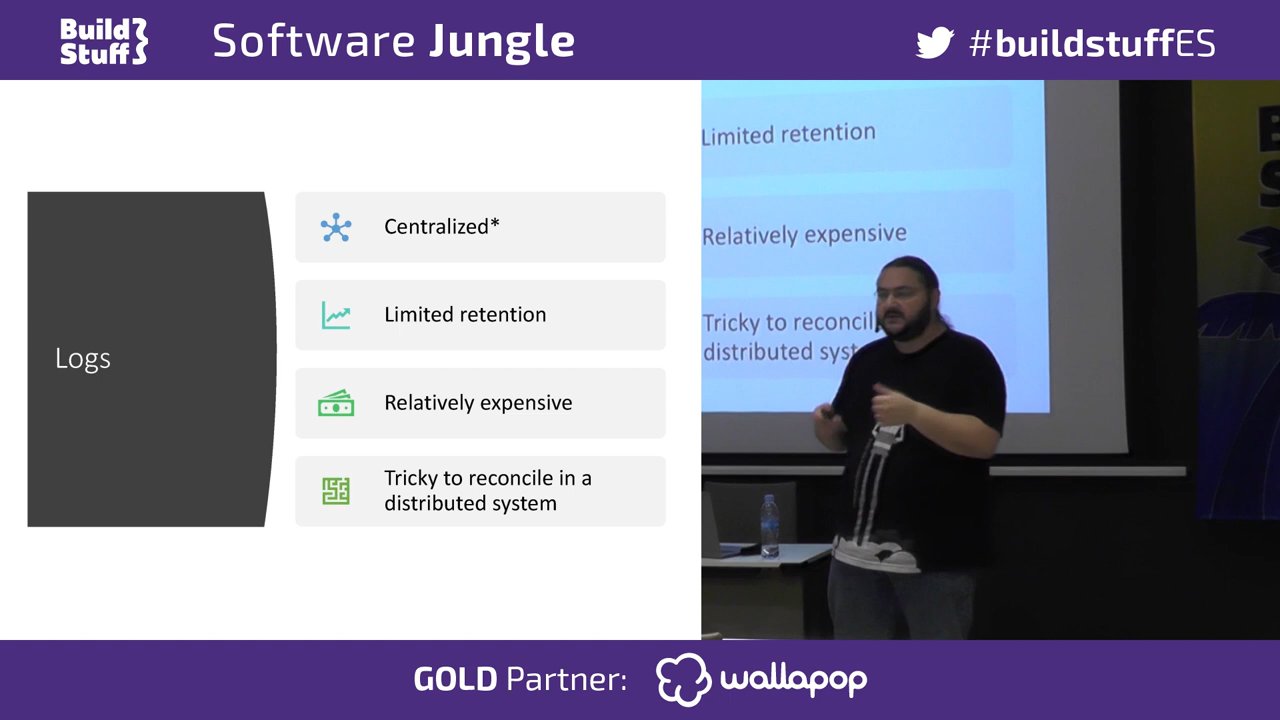 Build
Stuff
Software Jungle
#buildstuffES
Logs
Centralized*
Limited retention
Relatively expensive
Tricky to reconcile in a
distributed system
Limited retention
Relatively expensive
Tricky to reconcil
distributed syst
GOLD Partner:
wallapop